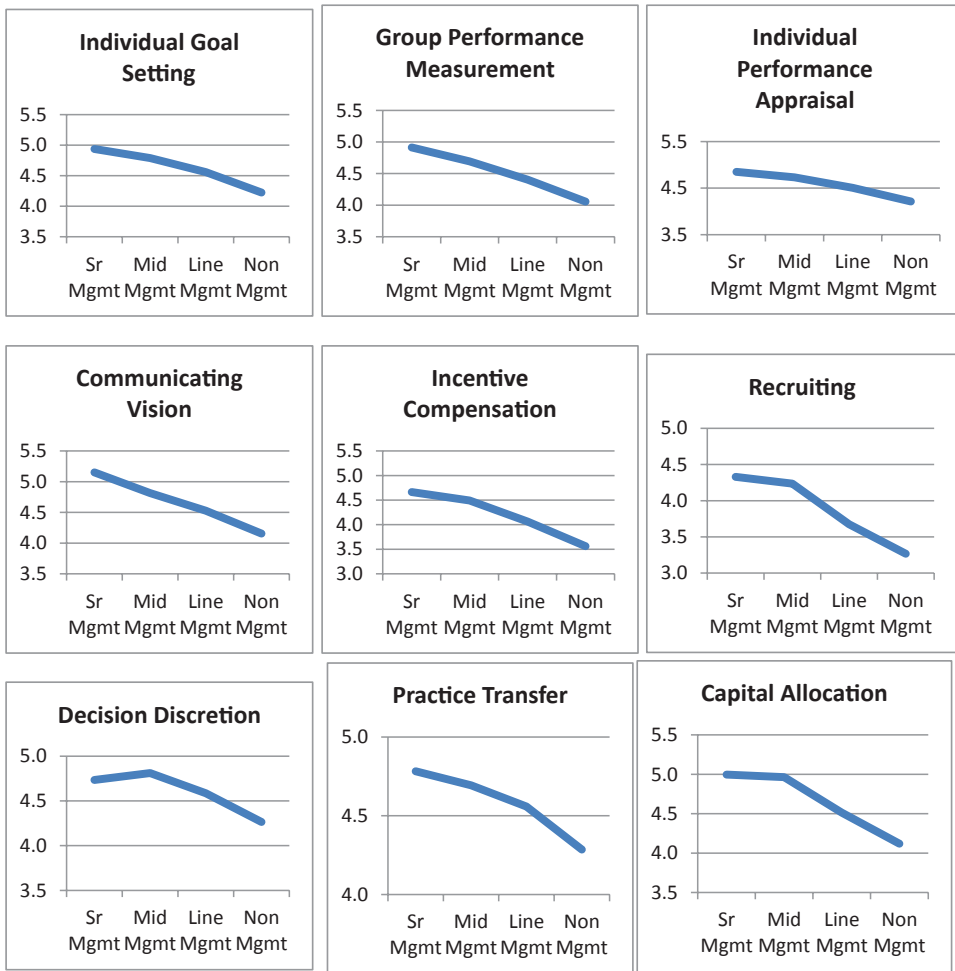 Individual Goal
Setting
5.5
5.0
4.5
4.0
3.5
Sr Mid Line Non
Mgmt Mgmt Mgmt Mgmt
Group Performance
Measurement
5.5
5.0
4.5
4.0
3.5
Sr Mid Line Non
Mgmt Mgmt Mgmt Mgmt
Individual
Performance
Appraisal
5.5
4.5
3.5
Sr Mid Line Non
Mgmt Mgmt Mgmt Mgmt
Communicating
Vision
5.5
5.0
4.5
4.0
3.5
Sr Mid Line Non
Mgmt Mgmt Mgmt Mgmt
Incentive
Compensation
5.5
5.0
4.5
4.0
3.5
3.0
Sr Mid Line Non
Mgmt Mgmt Mgmt Mgmt
Recruiting
5.0
4.5
4.0
3.5
3.0
Sr Mid Line Non
Mgmt Mgmt Mgmt Mgmt
Decision Discretion
5.0
4.5
4.0
3.5
Sr Mid Line Non
Mgmt Mgmt Mgmt Mgmt
Practice Transfer
5.0
4.5
4.0
Sr Mid Line Non
Mgmt Mgmt Mgmt Mgmt
Capital Allocation
5.5
5.0
4.5
4.0
3.5
Sr Mid Line Non
Mgmt Mgmt Mgmt Mgmt